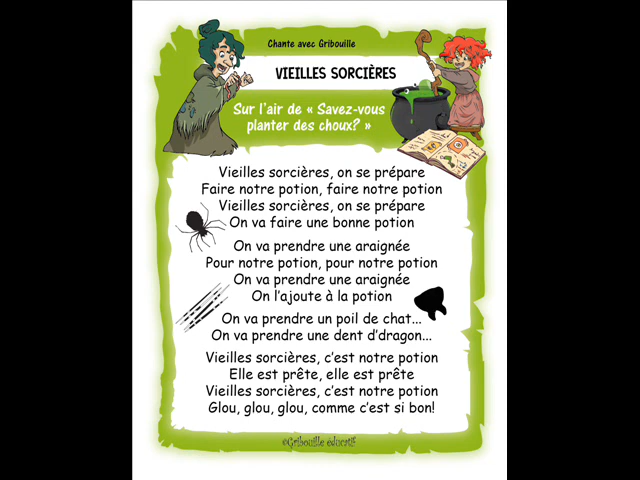 Chante avec Gribouille
VIEILLES SORCIÈRES
Sur l'air de « Savez-vous
planter des choux? »
Vieilles sorcières, on se prépare
Faire notre potion, faire notre potion
Vieilles sorcières, on se prépare
On va faire une bonne potion
On va prendre une araignée
Pour notre potion, pour notre potion
On va prendre une araignée
On l'ajoute à la potion
On va prendre un poil de chat...
On va prendre une dent d'dragon...
Vieilles sorcières, c'est notre potion
Elle est prête, elle est prête
Vieilles sorcières, c'est notre potion
Glou, glou, glou, comme c'est si bon!
©Gribouille éducatif